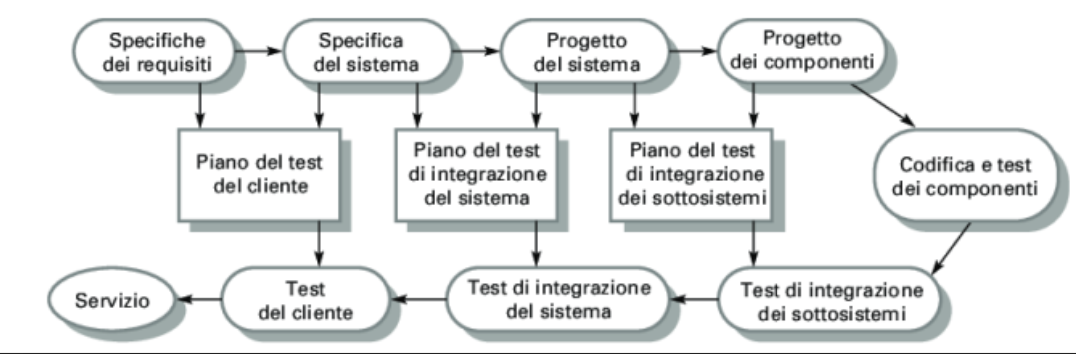 Specifiche
dei requisiti
Specifica
del sistema
Progetto
del sistema
Progetto
dei componenti
Piano del test
del cliente
Piano del test
di integrazione
del sistema
Piano del test
di integrazione
dei sottosistemi
Codifica e test
dei componenti
Servizio
Test
del cliente
Test di integrazione
del sistema
Test di integrazione
dei sottosistemi